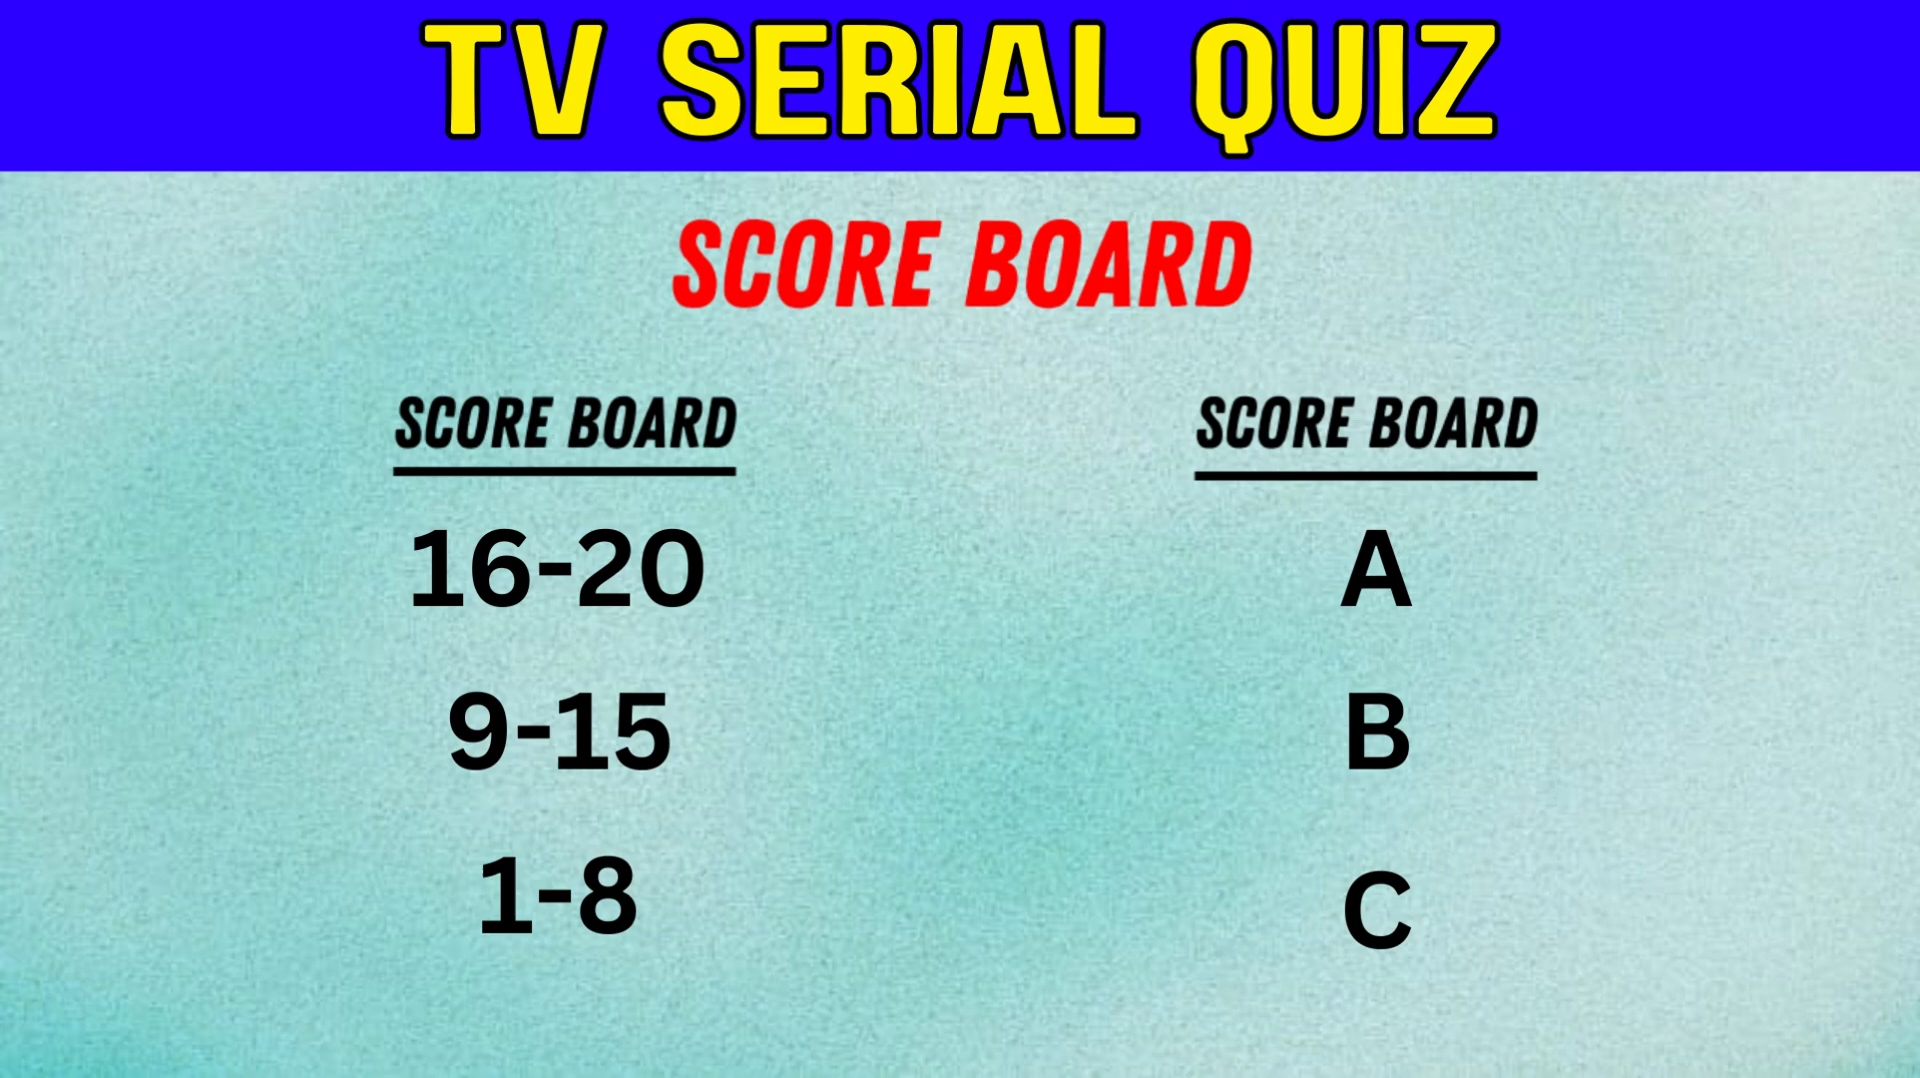 TV SERIAL QUIZ
SCORE BOARD
SCORE BOARD SCORE BOARD
16-20 A
9-15 B
1-8 C